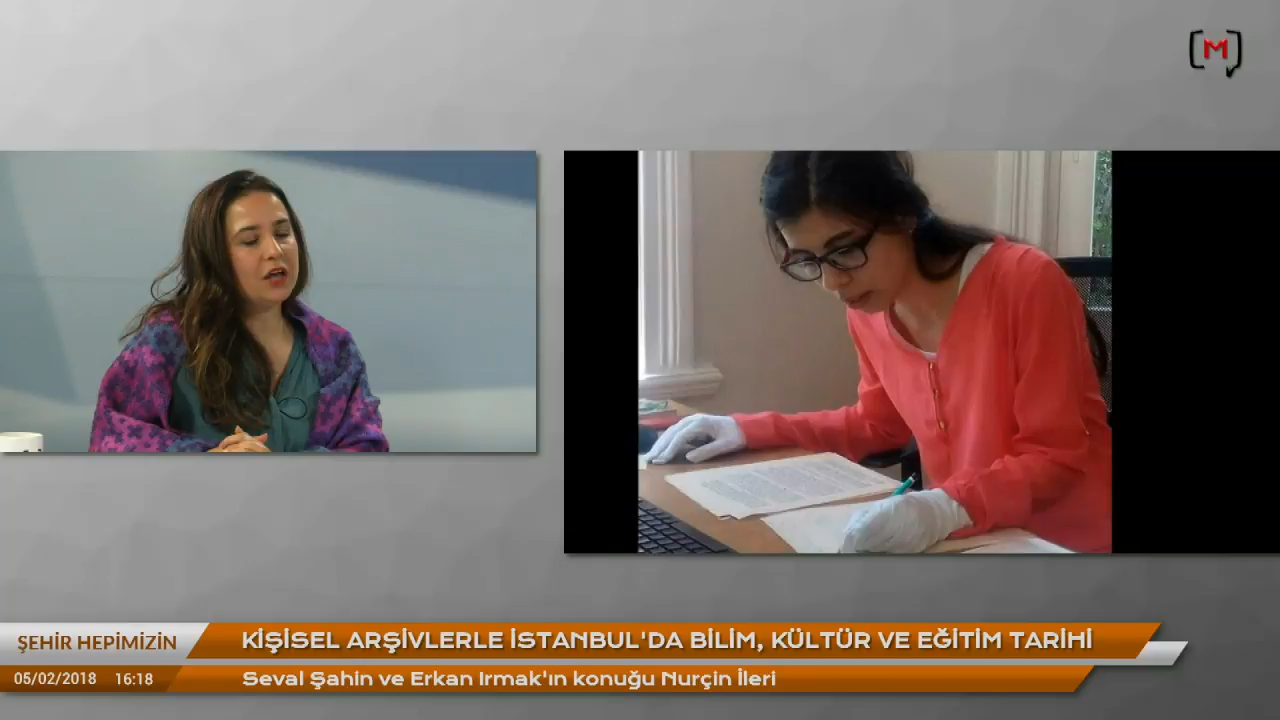 [M]
ŞEHİR HEPİMİZİN
KİŞİSEL ARŞİVLERLE İSTANBUL'DA BİLİM, KÜLTÜR VE EĞİTİM TARİHİ
05/02/2018 16:18
Seval Şahin ve Erkan Irmak'ın konuğu Nurçin İleri